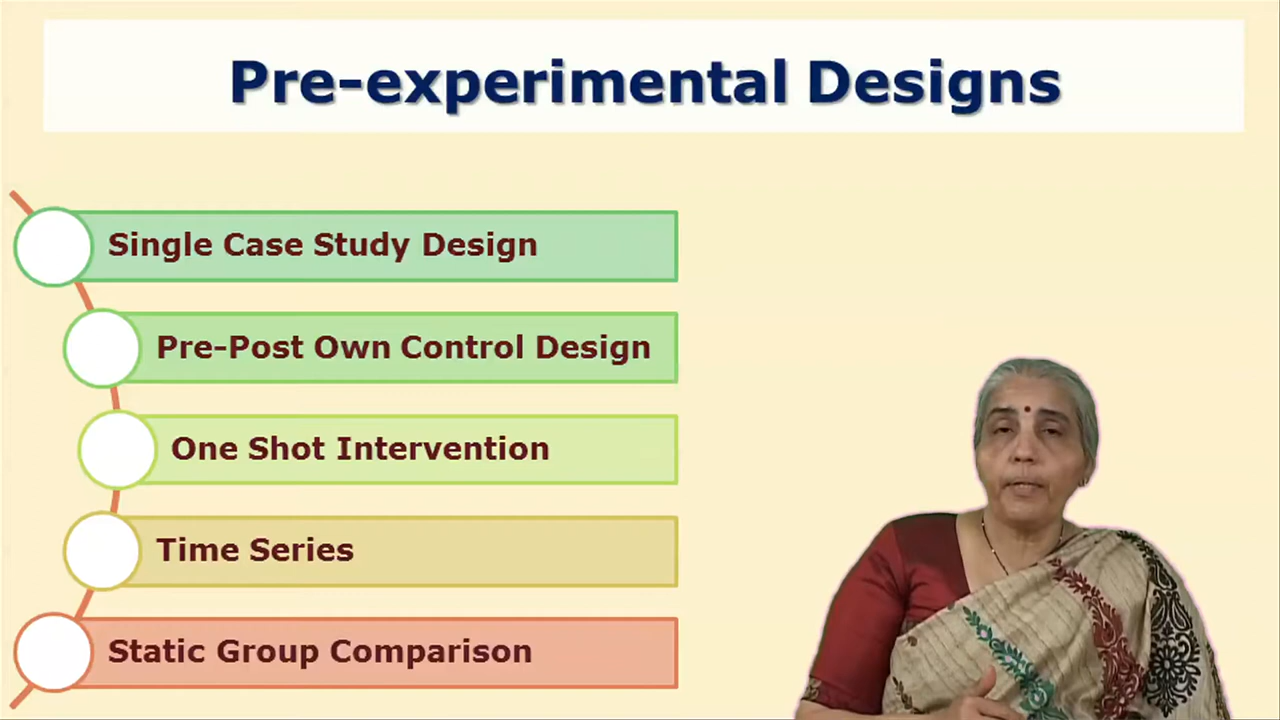 Pre-experimental Designs
Single Case Study Design
Pre-Post Own Control Design
One Shot Intervention
Time Series
Static Group Comparison